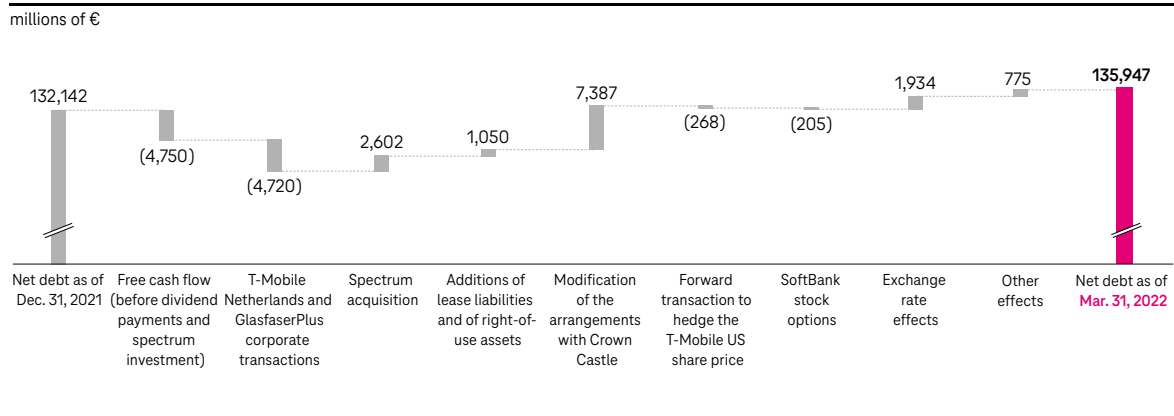 millions of €
132,142
(4,750)
(4,720)
2,602
1,050
7,387
(268)
(205)
1,934
775
135,947
Net debt as of
Dec. 31, 2021
Free cash flow
(before dividend
payments and
spectrum
investment)
T-Mobile
Netherlands and
GlasfaserPlus
corporate
transactions
Spectrum
acquisition
Additions of
lease liabilities
and of right-of-
use assets
Modification
of the
arrangements
with Crown
Castle
Forward
transaction to
hedge the
T-Mobile US
share price
SoftBank
stock
options
Exchange
rate
effects
Other
effects
Net debt as of
Mar. 31, 2022